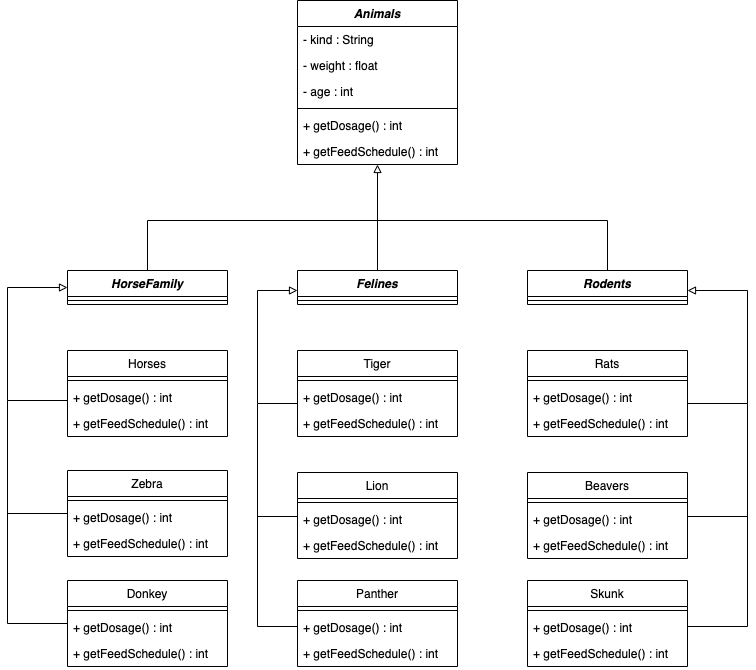 Animals
- kind : String
- weight : float
- age : int
+ getDosage() : int
+ getFeedSchedule() : int
HorseFamily
Felines
Rodents
Horses
+ getDosage() : int
+ getFeedSchedule() : int
Tiger
+ getDosage() : int
+ getFeedSchedule() : int
Rats
+ getDosage() : int
+ getFeedSchedule() : int
Zebra
+ getDosage() : int
+ getFeedSchedule() : int
Lion
+ getDosage() : int
+ getFeedSchedule() : int
Beavers
+ getDosage() : int
+ getFeedSchedule() : int
Donkey
+ getDosage() : int
+ getFeedSchedule() : int
Panther
+ getDosage() : int
+ getFeedSchedule() : int
Skunk
+ getDosage() : int
+ getFeedSchedule() : int